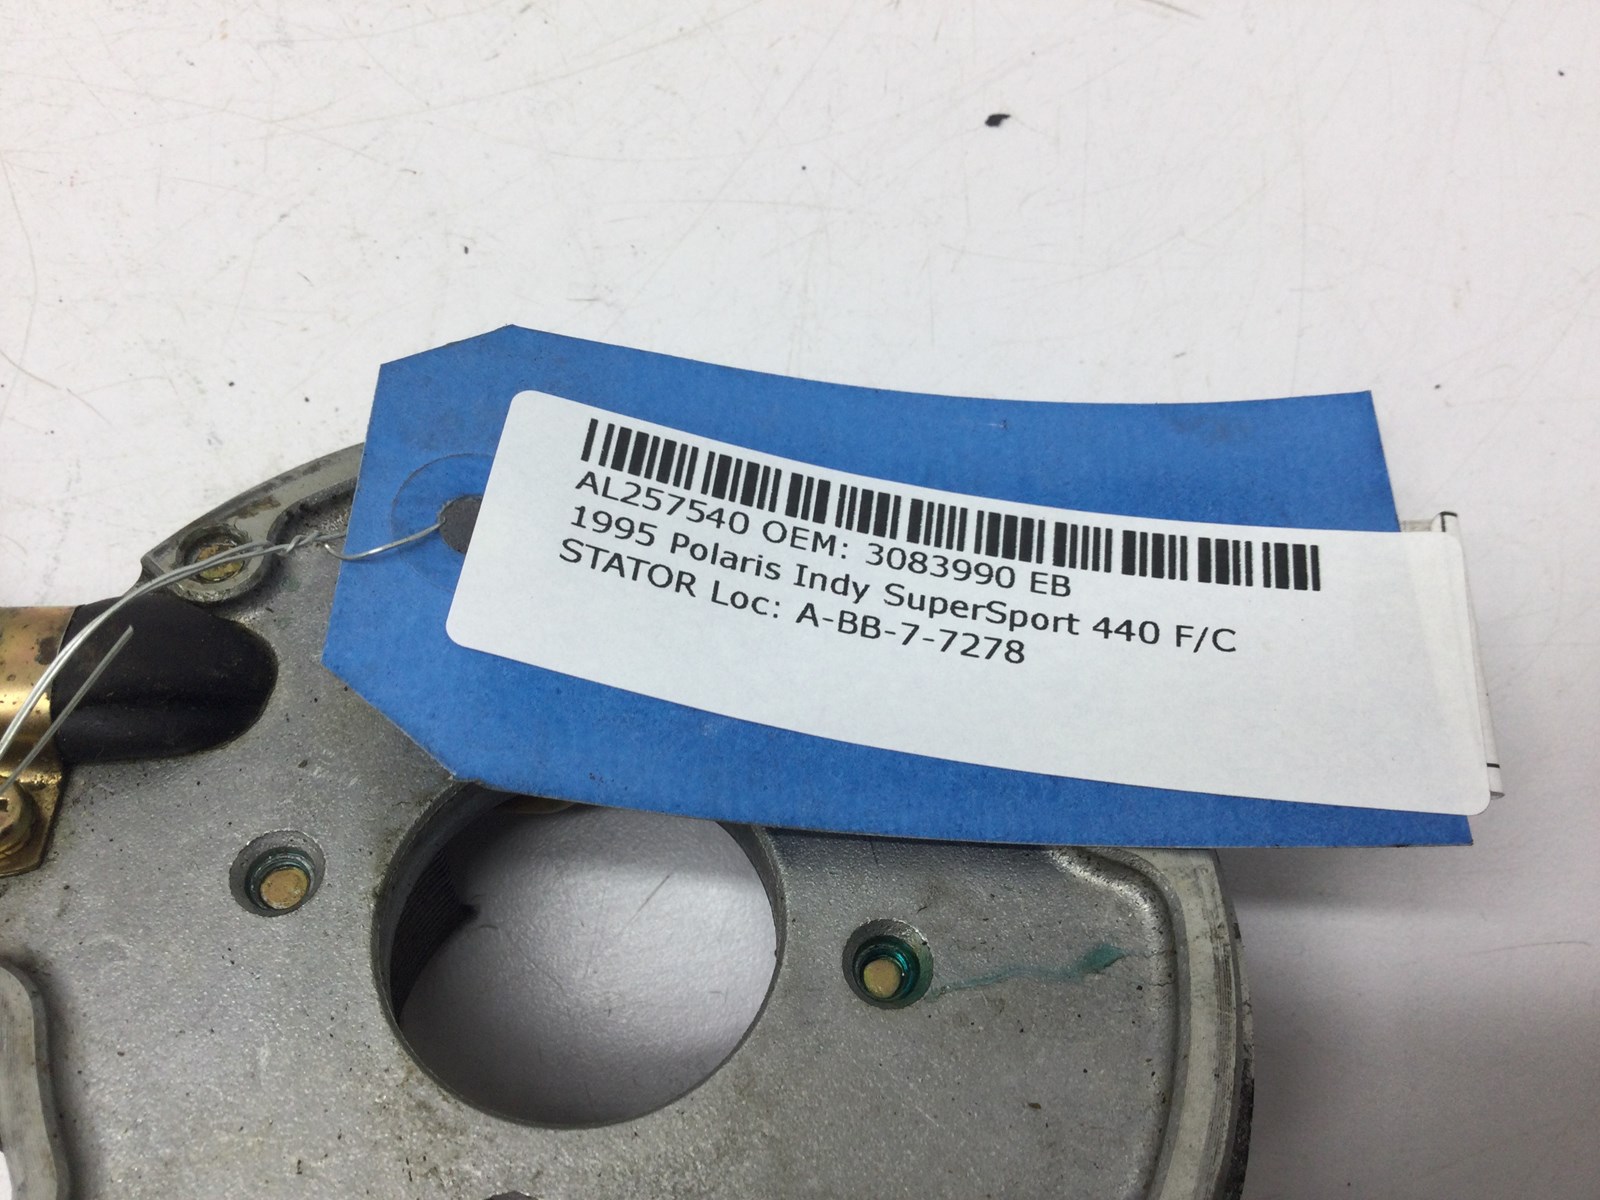 AL257540 OEM: 3083990 EB
1995 Polaris Indy SuperSport 440 F/C
STATOR Loc: A-BB-7-7278